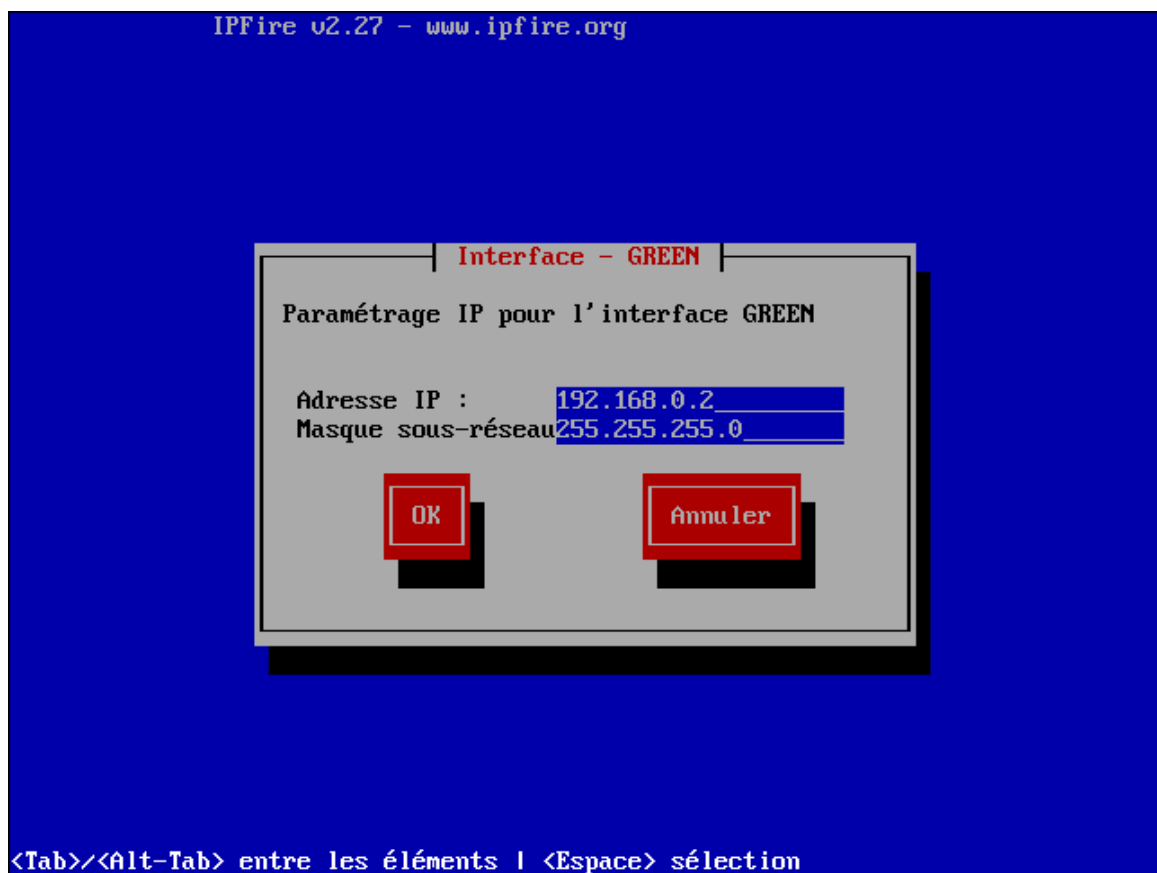 IPFire v2.27 - www.ipfire.org
Interface - GREEN
Paramétrage IP pour l'interface GREEN
Adresse IP : 192.168.0.2
Masque sous-réseau 255.255.255.0
OK Annuler
<Tab>/<Alt-Tab> entre les éléments | <Espace> sélection